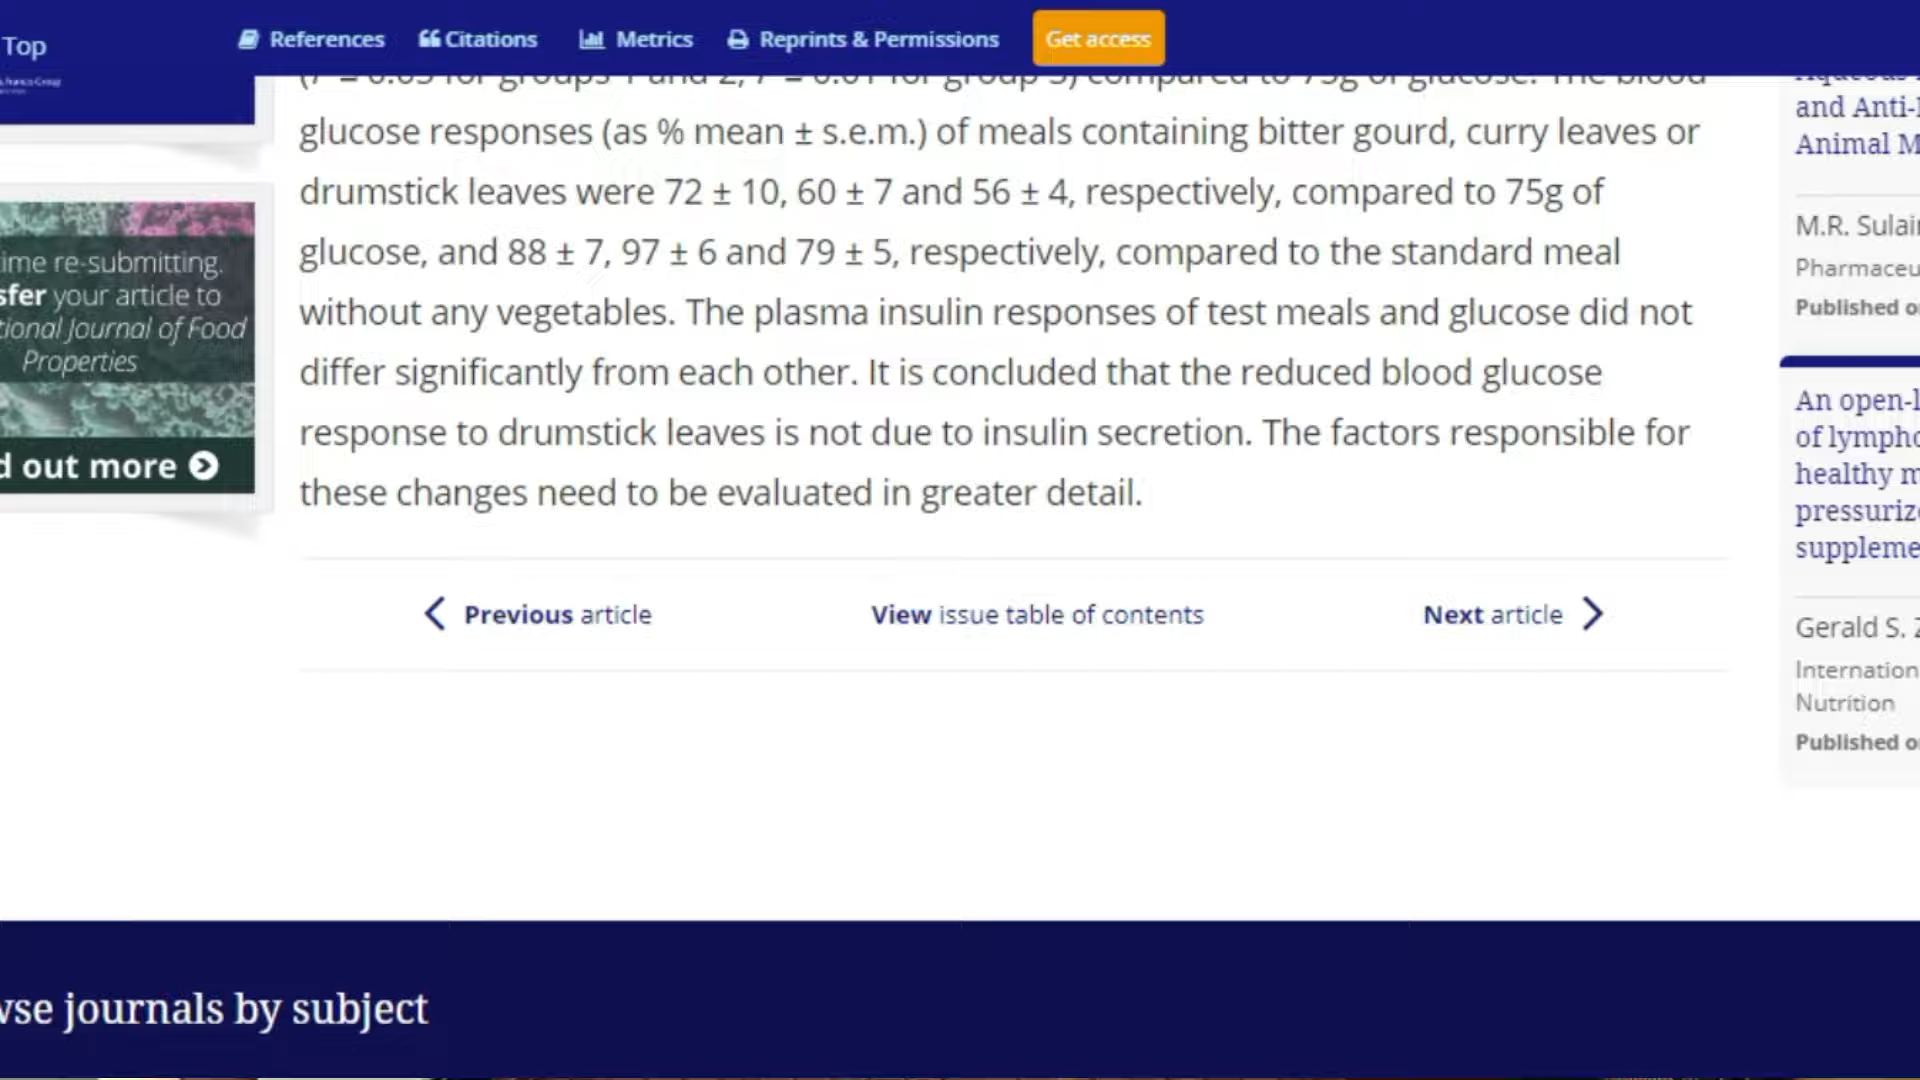 Top
References
Citations
Metrics
Reprints & Permissions
Get access
glucose responses (as % mean ± s.e.m.) of meals containing bitter gourd, curry leaves or
drumstick leaves were 72 ± 10, 60 ± 7 and 56 ± 4, respectively, compared to 75g of
glucose, and 88 ± 7, 97 ± 6 and 79 ± 5, respectively, compared to the standard meal
without any vegetables. The plasma insulin responses of test meals and glucose did not
differ significantly from each other. It is concluded that the reduced blood glucose
response to drumstick leaves is not due to insulin secretion. The factors responsible for
these changes need to be evaluated in greater detail.
Previous article
View issue table of contents
Next article
ime re-submitting.
sfer your article to
tional Journal of Food
Properties
d out more
and Anti-
Animal M
M.R. Sulai
Pharmaceu
Published o
An open-l
of lympho
healthy m
pressuriz
suppleme
Gerald S. Z
Internation
Nutrition
Published o
wse journals by subject